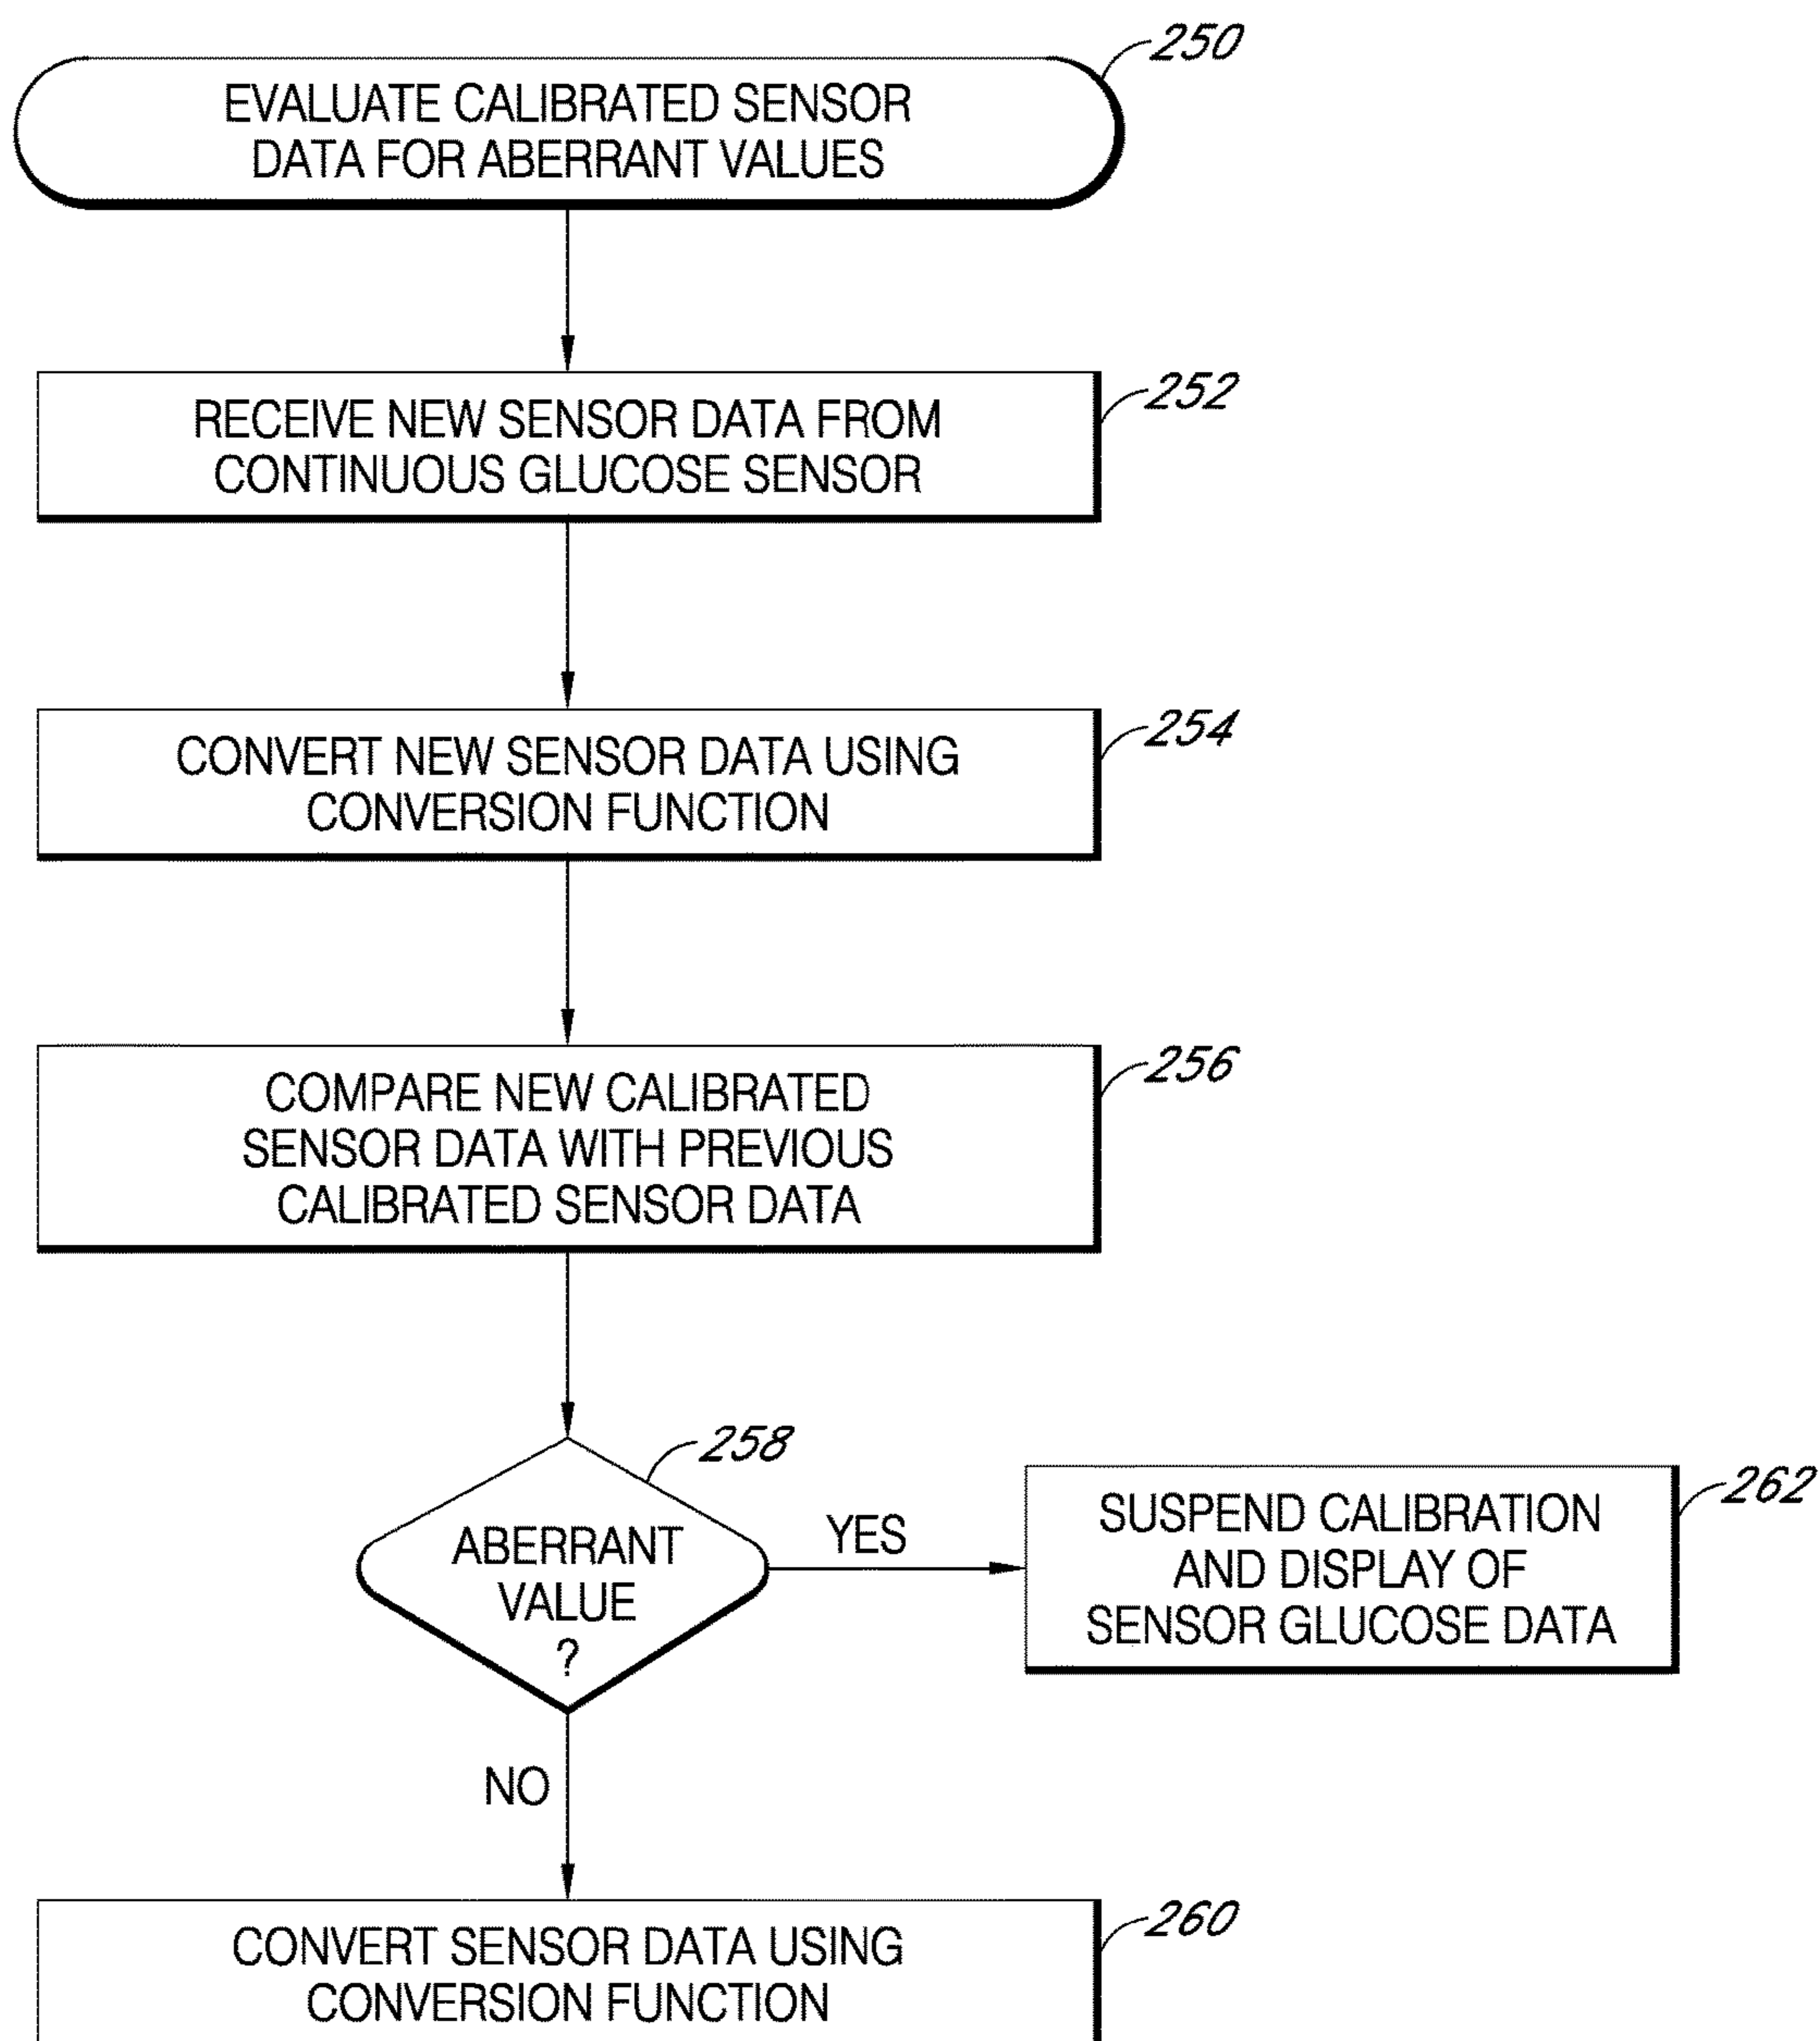 250
EVALUATE CALIBRATED SENSOR
DATA FOR ABERRANT VALUES
252
RECEIVE NEW SENSOR DATA FROM
CONTINUOUS GLUCOSE SENSOR
254
CONVERT NEW SENSOR DATA USING
CONVERSION FUNCTION
256
COMPARE NEW CALIBRATED
SENSOR DATA WITH PREVIOUS
CALIBRATED SENSOR DATA
258
ABERRANT
VALUE
?
YES
262
SUSPEND CALIBRATION
AND DISPLAY OF
SENSOR GLUCOSE DATA
NO
260
CONVERT SENSOR DATA USING
CONVERSION FUNCTION